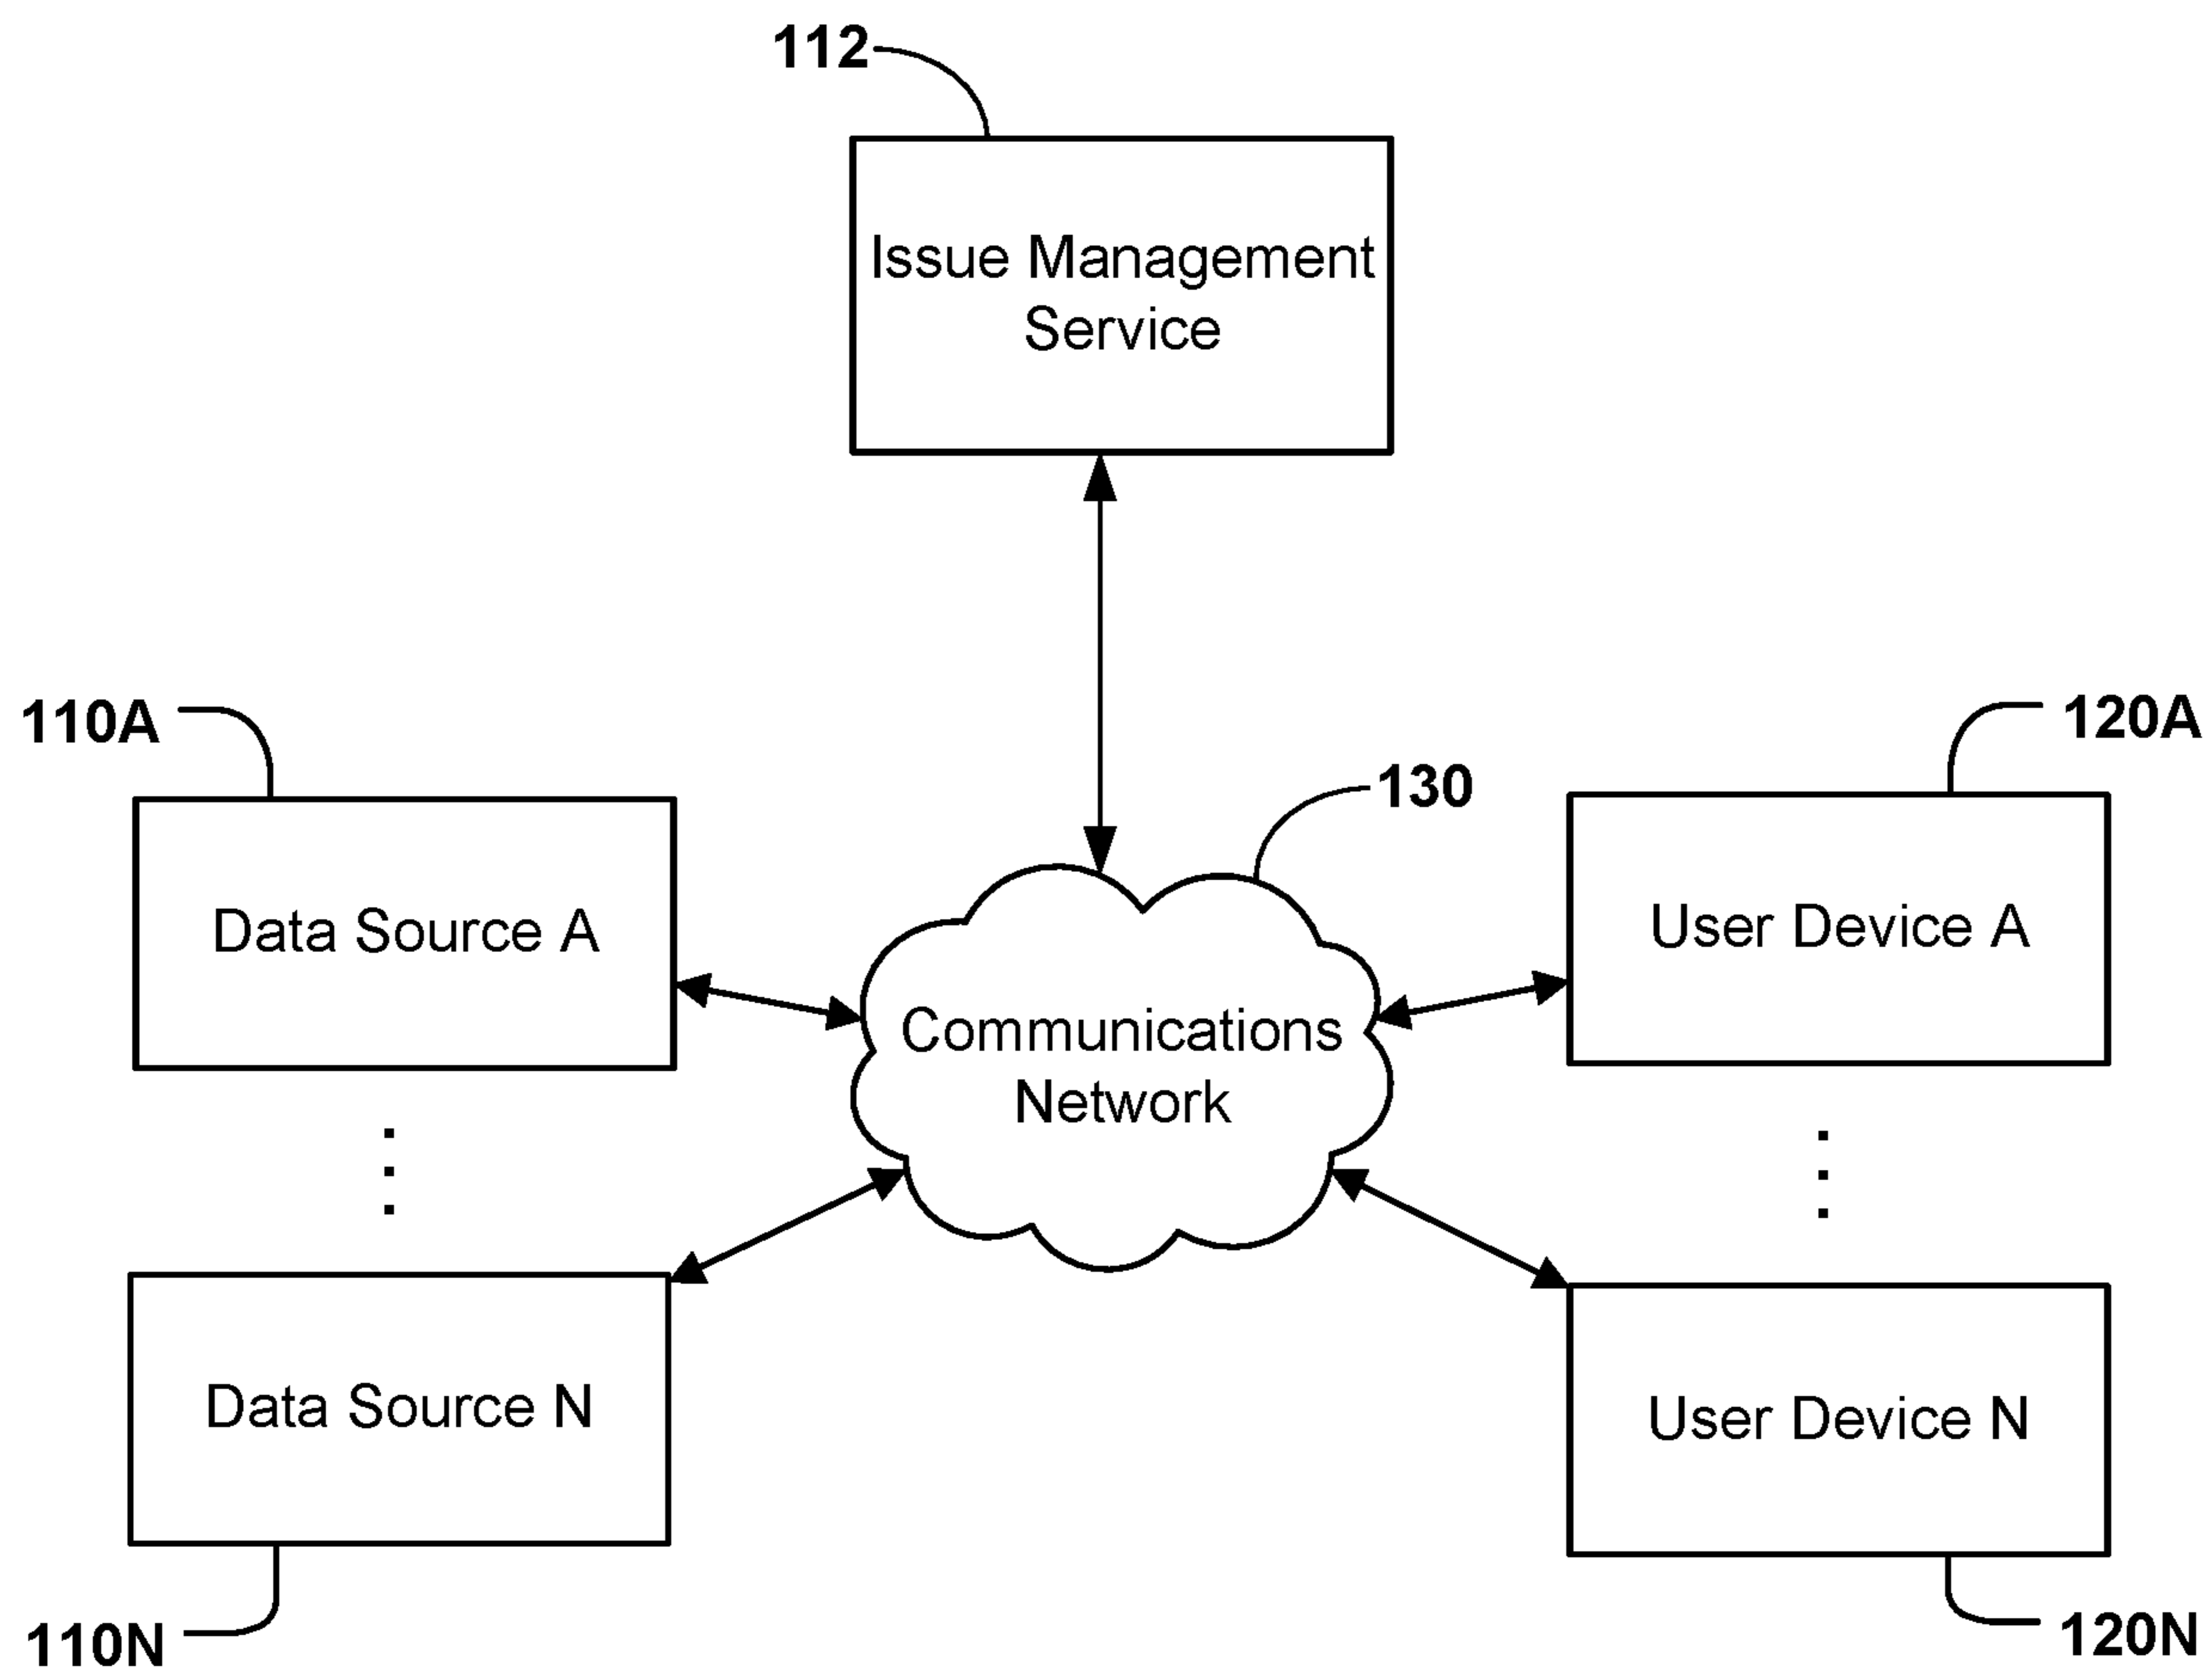 112
Issue Management
Service
110A
120A
130
Data Source A
User Device A
Communications
Network
Data Source N
User Device N
110N
120N